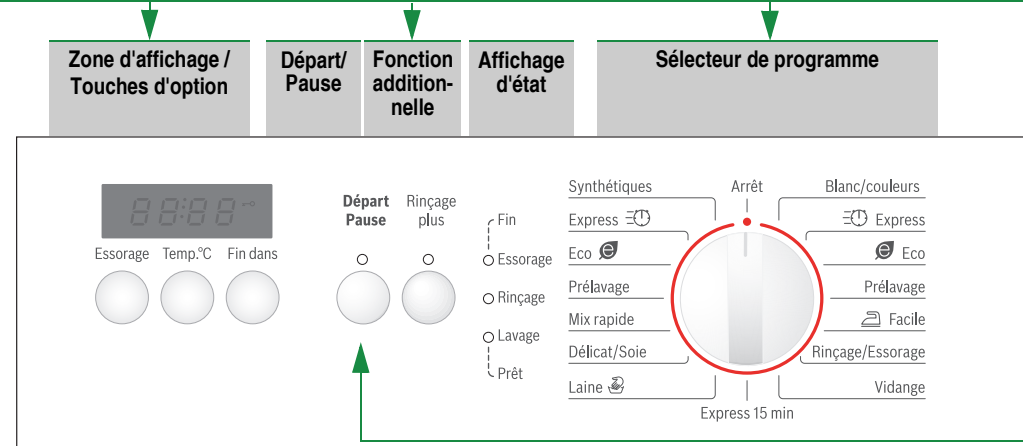 Zone d'affichage /
Touches d'option
Départ/
Pause
Fonction
addition-
nelle
Affichage
d'état
Sélecteur de programme
88:88
Essorage
Temp.°C
Fin dans
Départ
Pause
Rinçage
plus
Fin
Essorage
Rinçage
Lavage
Prêt
Synthétiques
Express
Eco
Prélavage
Mix rapide
Délicat/Soie
Laine
Arrêt
Blanc/couleurs
Express
Eco
Prélavage
Facile
Rinçage/Essorage
Vidange
Express 15 min